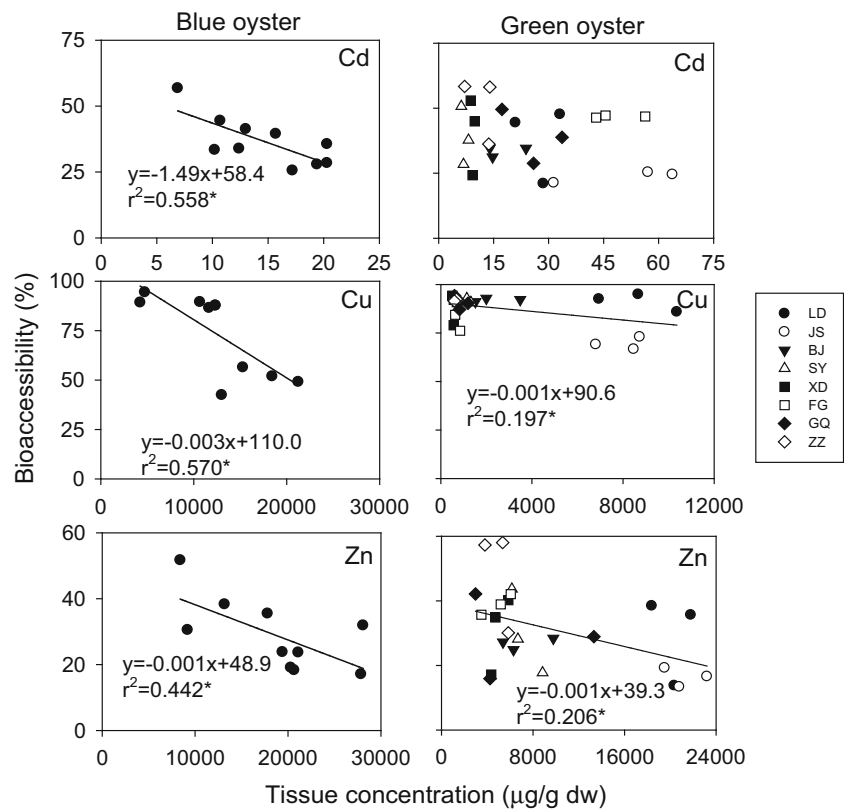 Blue oyster
Green oyster
Bioaccessibility (%)
75
50
25
0
Cd
y=-1.49x+58.4
r²=0.558*
0 5 10 15 20 25
Cd
0 15 30 45 60 75
100
75
50
25
0
Cu
y=-0.003x+110.0
r²=0.570*
0 10000 20000 30000
Cu
y=-0.001x+90.6
r²=0.197*
0 4000 8000 12000
60
40
20
0
Zn
y=-0.001x+48.9
r²=0.442*
0 10000 20000 30000
Zn
y=-0.001x+39.3
r²=0.206*
0 8000 16000 24000
Tissue concentration (μg/g dw)
LD
JS
BJ
SY
XD
FG
GQ
ZZ